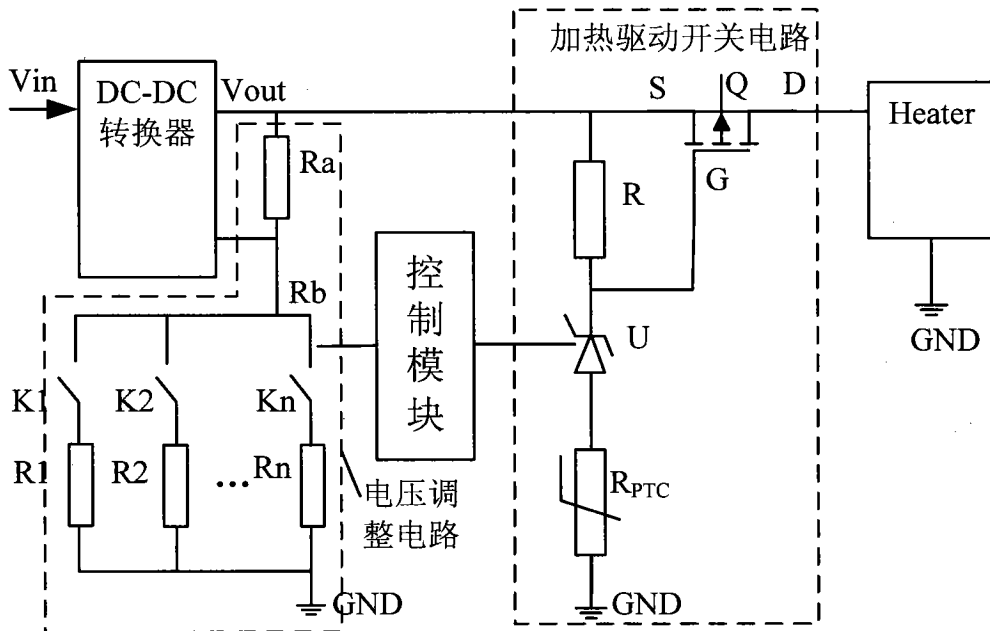 加热驱动开关电路
Vin
DC-DC
转换器
Vout
S
Q
D
Heater
Ra
R
G
控制模块
Rb
U
GND
K1
K2
Kn
R1
R2
...
Rn
RPTC
电压调
整电路
GND
GND